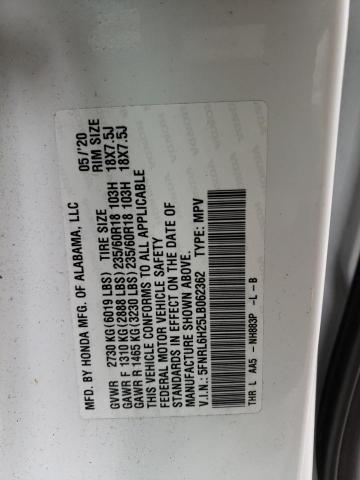 MFD. BY HONDA MFG. OF ALABAMA, LLC 05/'20
TIRE SIZE RIM SIZE
GVWR 2730 KG(6019 LBS)
GAWR F 1310 KG(2888 LBS) 235/60R18 103H 18X7.5J
GAWR R 1465 KG(3230 LBS) 235/60R18 103H 18X7.5J
THIS VEHICLE CONFORMS TO ALL APPLICABLE
FEDERAL MOTOR VEHICLE SAFETY
STANDARDS IN EFFECT ON THE DATE OF
MANUFACTURE SHOWN ABOVE.
V.I.N.: 5FNRL6H25LB062362 TYPE: MPV
THR L AA5 - NH883P -L - B